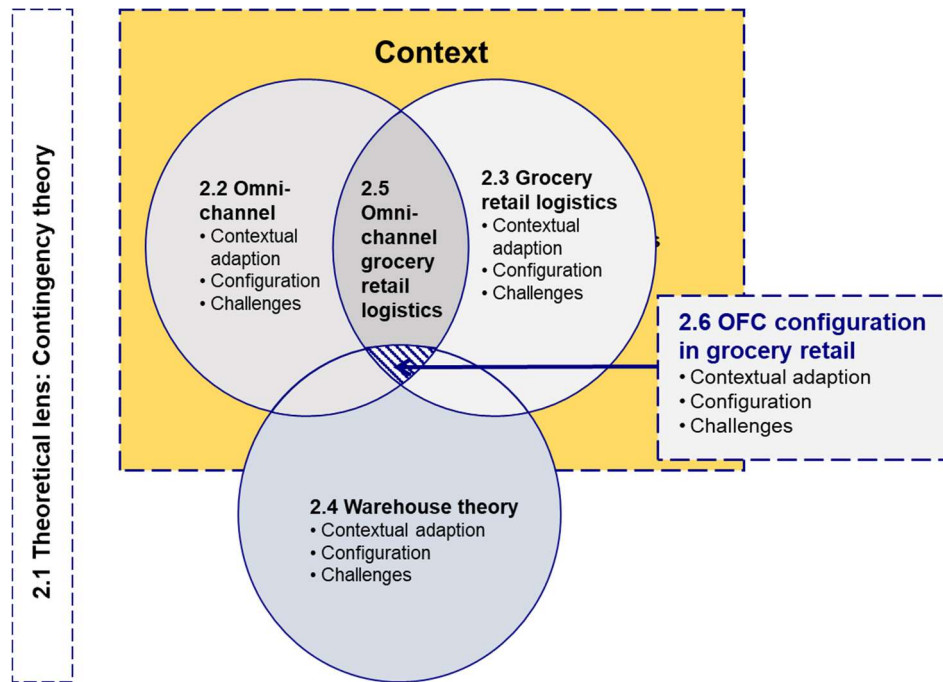 2.1 Theoretical lens: Contingency theory
Context
2.2 Omni-
channel
• Contextual
adaption
• Configuration
• Challenges
2.5
Omni-
channel
grocery
retail
logistics
2.3 Grocery
retail logistics
• Contextual
adaption
• Configuration
• Challenges
2.6 OFC configuration
in grocery retail
• Contextual adaption
• Configuration
• Challenges
2.4 Warehouse theory
• Contextual adaption
• Configuration
• Challenges